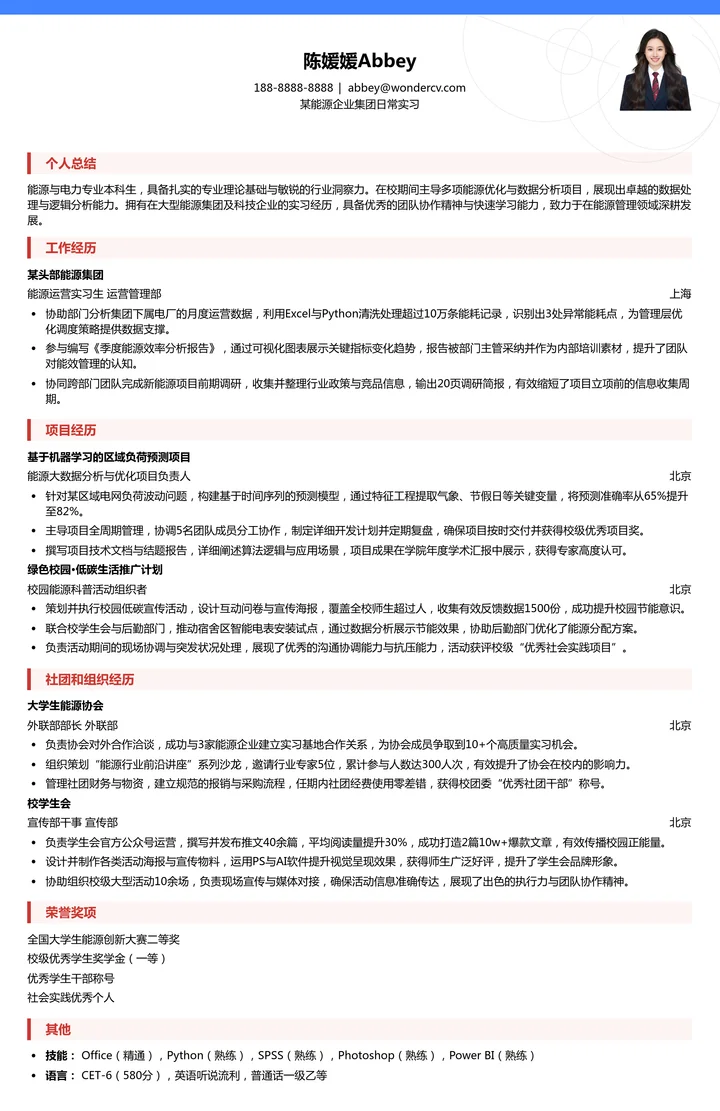 陈媛媛Abbey
188-8888-8888 | abbey@wondercv.com
某能源企业集团日常实习
个人总结
能源与电力专业本科生，具备扎实的专业理论基础与敏锐的行业洞察力。在校期间主导多项能源优化与数据分析项目，展现出卓越的数据处
理与逻辑分析能力。拥有在大型能源集团及科技企业的实习经历，具备优秀的团队协作精神与快速学习能力，致力于在能源管理领域深耕发
展。
工作经历
某头部能源集团
能源运营实习生 运营管理部 上海
• 协助部门分析集团下属电厂的月度运营数据，利用Excel与Python清洗处理超过10万条能耗记录，识别出3处异常能耗点，为管理层优
化调度策略提供数据支撑。
• 参与编写《季度能源效率分析报告》，通过可视化图表展示关键指标变化趋势，报告被部门主管采纳并作为内部培训素材，提升了团队
对能效管理的认知。
• 协同跨部门团队完成新能源项目前期调研，收集并整理行业政策与竞品信息，输出20页调研简报，有效缩短了项目立项前的信息收集周
期。
项目经历
基于机器学习的区域负荷预测项目
能源大数据分析与优化项目负责人 北京
• 针对某区域电网负荷波动问题，构建基于时间序列的预测模型，通过特征工程提取气象、节假日等关键变量，将预测准确率从65%提升
至82%。
• 主导项目全周期管理，协调5名团队成员分工协作，制定详细开发计划并定期复盘，确保项目按时交付并获得校级优秀项目奖。
• 撰写项目技术文档与结题报告，详细阐述算法逻辑与应用场景，项目成果在学院年度学术汇报中展示，获得专家高度认可。
绿色校园·低碳生活推广计划
校园能源科普活动组织者 北京
• 策划并执行校园低碳宣传活动，设计互动问卷与宣传海报，覆盖全校师生超过人，收集有效反馈数据1500份，成功提升校园节能意识。
• 联合校学生会与后勤部门，推动宿舍区智能电表安装试点，通过数据分析展示节能效果，协助后勤部门优化了能源分配方案。
• 负责活动期间的现场协调与突发状况处理，展现了优秀的沟通协调能力与抗压能力，活动获评校级“优秀社会实践项目”。
社团和组织经历
大学生能源协会
外联部部长 外联部 北京
• 负责协会对外合作洽谈，成功与3家能源企业建立实习基地合作关系，为协会成员争取到10+个高质量实习机会。
• 组织策划“能源行业前沿讲座”系列沙龙，邀请行业专家5位，累计参与人数达300人次，有效提升了协会在校内的影响力。
• 管理社团财务与物资，建立规范的报销与采购流程，任期内社团经费使用零差错，获得校团委“优秀社团干部”称号。
校学生会
宣传部干事 宣传部 北京
• 负责学生会官方公众号运营，撰写并发布推文40余篇，平均阅读量提升30%，成功打造2篇10w+爆款文章，有效传播校园正能量。
• 设计并制作各类活动海报与宣传物料，运用PS与AI软件提升视觉呈现效果，获得师生广泛好评，提升了学生会品牌形象。
• 协助组织校级大型活动10余场，负责现场宣传与媒体对接，确保活动信息准确传达，展现了出色的执行力与团队协作精神。
荣誉奖项
全国大学生能源创新大赛二等奖
校级优秀学生奖学金（一等）
优秀学生干部称号
社会实践优秀个人
其他
• 技能： Office（精通），Python（熟练），SPSS（熟练），Photoshop（熟练），Power BI（熟练）
• 语言： CET-6（580分），英语听说流利，普通话一级乙等